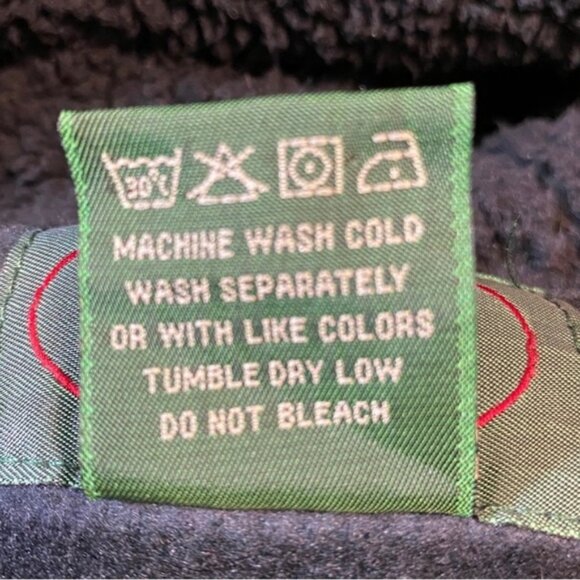 30°C
MACHINE WASH COLD
WASH SEPARATELY
OR WITH LIKE COLORS
TUMBLE DRY LOW
DO NOT BLEACH